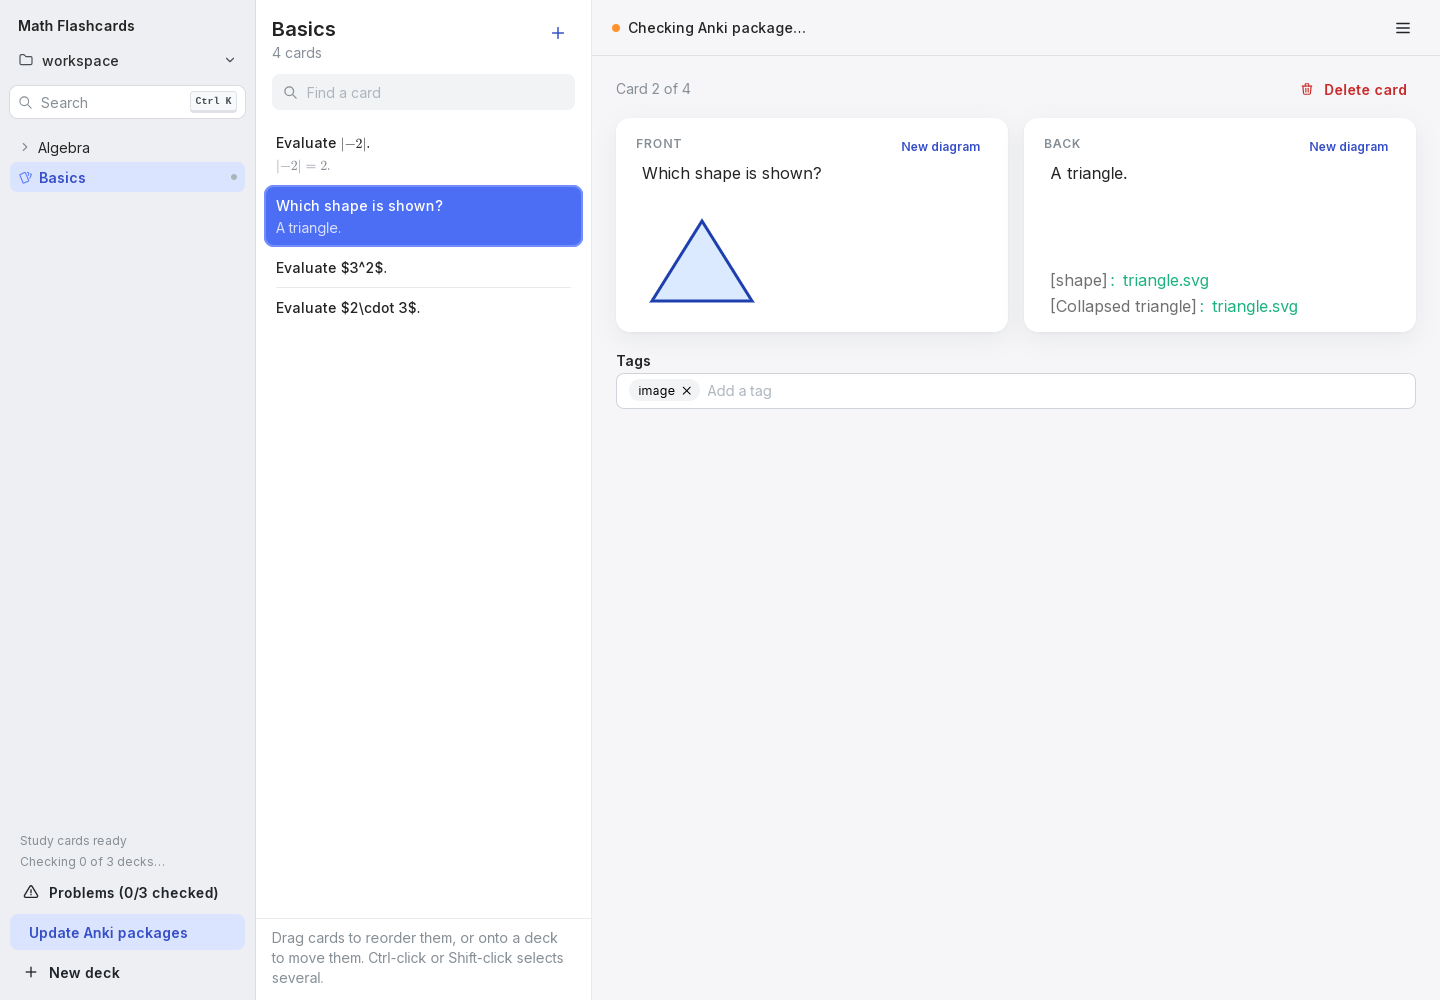 Math Flashcards
workspace
Search
Ctrl K
Algebra
Basics
Study cards ready
Checking 0 of 3 decks…
Problems (0/3 checked)
Update Anki packages
New deck
Basics
4 cards
Find a card
Evaluate |−2|.
|−2| = 2.
Which shape is shown?
A triangle.
Evaluate $3^2$.
Evaluate $2\cdot 3$.
Drag cards to reorder them, or onto a deck
to move them. Ctrl-click or Shift-click selects
several.
Checking Anki package…
Card 2 of 4
Delete card
FRONT
New diagram
Which shape is shown?
BACK
New diagram
A triangle.
[shape]: triangle.svg
[Collapsed triangle]: triangle.svg
Tags
image
Add a tag